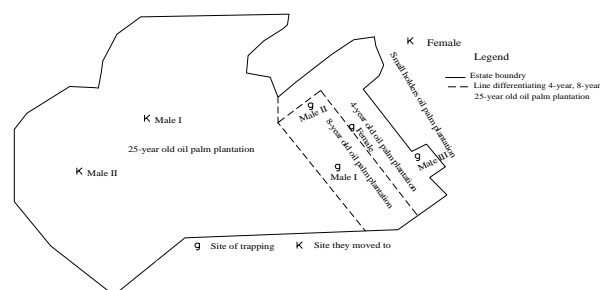 K Female
Legend
Estate boundry
Line differentiating 4-year, 8-year
25-year old oil palm plantation
Small holders oil palm plantation
g
Male II
4-year old oil palm plantation
K Male I
g
Female
8-year old oil palm plantation
25-year old oil palm plantation
g
Male III
g
Male I
K Male II
g Site of trapping K Site they moved to